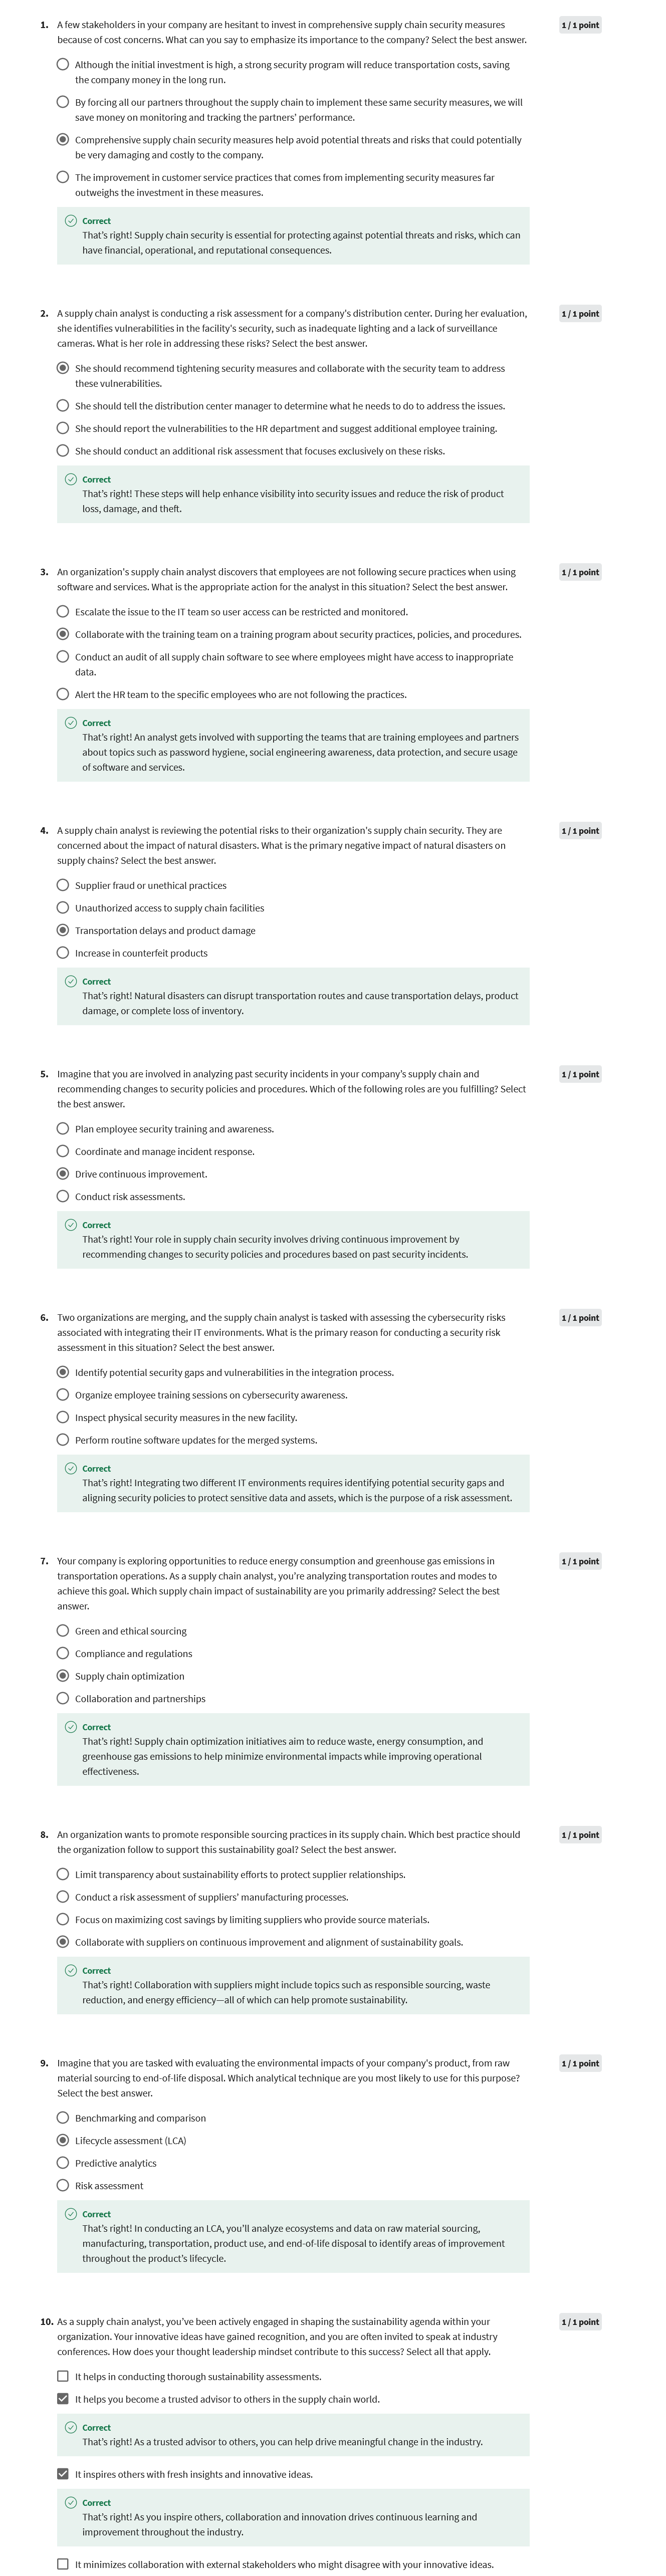 1. A few stakeholders in your company are hesitant to invest in comprehensive supply chain security measures 1 / 1 point
because of cost concerns. What can you say to emphasize its importance to the company? Select the best answer.
Although the initial investment is high, a strong security program will reduce transportation costs, saving
the company money in the long run.
By forcing all our partners throughout the supply chain to implement these same security measures, we will
save money on monitoring and tracking the partners' performance.
Comprehensive supply chain security measures help avoid potential threats and risks that could potentially
be very damaging and costly to the company.
The improvement in customer service practices that comes from implementing security measures far
outweighs the investment in these measures.
Correct
That's right! Supply chain security is essential for protecting against potential threats and risks, which can
have financial, operational, and reputational consequences.
2. A supply chain analyst is conducting a risk assessment for a company's distribution center. During her evaluation, 1 / 1 point
she identifies vulnerabilities in the facility's security, such as inadequate lighting and a lack of surveillance
cameras. What is her role in addressing these risks? Select the best answer.
She should recommend tightening security measures and collaborate with the security team to address
these vulnerabilities.
She should tell the distribution center manager to determine what he needs to do to address the issues.
She should report the vulnerabilities to the HR department and suggest additional employee training.
She should conduct an additional risk assessment that focuses exclusively on these risks.
Correct
That's right! These steps will help enhance visibility into security issues and reduce the risk of product
loss, damage, and theft.
3. An organization's supply chain analyst discovers that employees are not following secure practices when using 1 / 1 point
software and services. What is the appropriate action for the analyst in this situation? Select the best answer.
Escalate the issue to the IT team so user access can be restricted and monitored.
Collaborate with the training team on a training program about security practices, policies, and procedures.
Conduct an audit of all supply chain software to see where employees might have access to inappropriate
data.
Alert the HR team to the specific employees who are not following the practices.
Correct
That's right! An analyst gets involved with supporting the teams that are training employees and partners
about topics such as password hygiene, social engineering awareness, data protection, and secure usage
of software and services.
4. A supply chain analyst is reviewing the potential risks to their organization's supply chain security. They are 1 / 1 point
concerned about the impact of natural disasters. What is the primary negative impact of natural disasters on
supply chains? Select the best answer.
Supplier fraud or unethical practices
Unauthorized access to supply chain facilities
Transportation delays and product damage
Increase in counterfeit products
Correct
That's right! Natural disasters can disrupt transportation routes and cause transportation delays, product
damage, or complete loss of inventory.
5. Imagine that you are involved in analyzing past security incidents in your company's supply chain and 1 / 1 point
recommending changes to security policies and procedures. Which of the following roles are you fulfilling? Select
the best answer.
Plan employee security training and awareness.
Coordinate and manage incident response.
Drive continuous improvement.
Conduct risk assessments.
Correct
That's right! Your role in supply chain security involves driving continuous improvement by
recommending changes to security policies and procedures based on past security incidents.
6. Two organizations are merging, and the supply chain analyst is tasked with assessing the cybersecurity risks 1 / 1 point
associated with integrating their IT environments. What is the primary reason for conducting a security risk
assessment in this situation? Select the best answer.
Identify potential security gaps and vulnerabilities in the integration process.
Organize employee training sessions on cybersecurity awareness.
Inspect physical security measures in the new facility.
Perform routine software updates for the merged systems.
Correct
That's right! Integrating two different IT environments requires identifying potential security gaps and
aligning security policies to protect sensitive data and assets, which is the purpose of a risk assessment.
7. Your company is exploring opportunities to reduce energy consumption and greenhouse gas emissions in 1 / 1 point
transportation operations. As a supply chain analyst, you're analyzing transportation routes and modes to
achieve this goal. Which supply chain impact of sustainability are you primarily addressing? Select the best
answer.
Green and ethical sourcing
Compliance and regulations
Supply chain optimization
Collaboration and partnerships
Correct
That's right! Supply chain optimization initiatives aim to reduce waste, energy consumption, and
greenhouse gas emissions to help minimize environmental impacts while improving operational
effectiveness.
8. An organization wants to promote responsible sourcing practices in its supply chain. Which best practice should 1 / 1 point
the organization follow to support this sustainability goal? Select the best answer.
Limit transparency about sustainability efforts to protect supplier relationships.
Conduct a risk assessment of suppliers' manufacturing processes.
Focus on maximizing cost savings by limiting suppliers who provide source materials.
Collaborate with suppliers on continuous improvement and alignment of sustainability goals.
Correct
That's right! Collaboration with suppliers might include topics such as responsible sourcing, waste
reduction, and energy efficiency—all of which can help promote sustainability.
9. Imagine that you are tasked with evaluating the environmental impacts of your company's product, from raw 1 / 1 point
material sourcing to end-of-life disposal. Which analytical technique are you most likely to use for this purpose?
Select the best answer.
Benchmarking and comparison
Lifecycle assessment (LCA)
Predictive analytics
Risk assessment
Correct
That's right! In conducting an LCA, you'll analyze ecosystems and data on raw material sourcing,
manufacturing, transportation, product use, and end-of-life disposal to identify areas of improvement
throughout the product's lifecycle.
10. As a supply chain analyst, you've been actively engaged in shaping the sustainability agenda within your 1 / 1 point
organization. Your innovative ideas have gained recognition, and you are often invited to speak at industry
conferences. How does your thought leadership mindset contribute to this success? Select all that apply.
It helps in conducting thorough sustainability assessments.
It helps you become a trusted advisor to others in the supply chain world.
Correct
That's right! As a trusted advisor to others, you can help drive meaningful change in the industry.
It inspires others with fresh insights and innovative ideas.
Correct
That's right! As you inspire others, collaboration and innovation drives continuous learning and
improvement throughout the industry.
It minimizes collaboration with external stakeholders who might disagree with your innovative ideas.